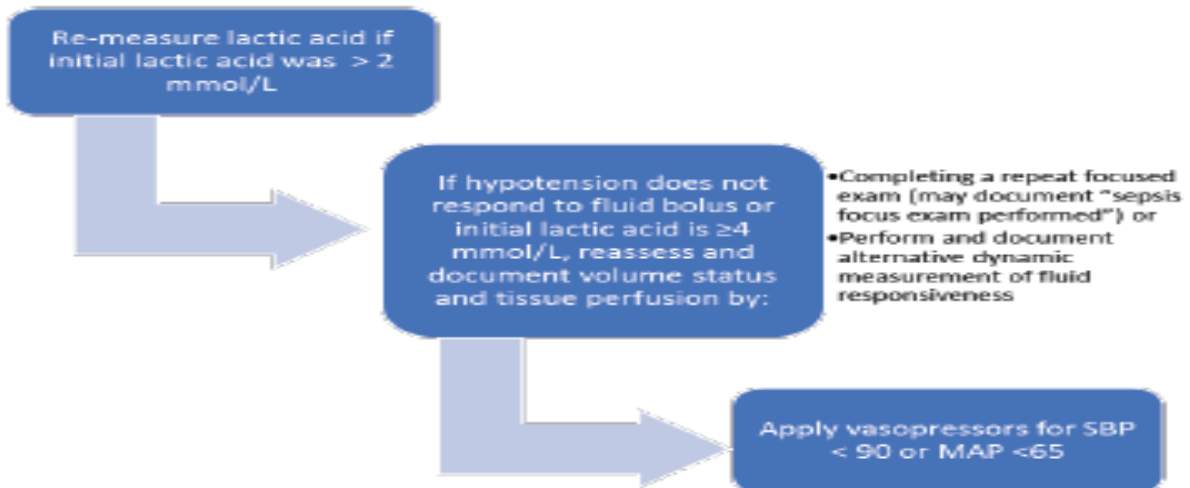 Re-measure lactic acid if
initial lactic acid was > 2
mmol/L
If hypotension does not
respond to fluid bolus or
initial lactic acid is ≥4
mmol/L, reassess and
document volume status
and tissue perfusion by:
•Completing a repeat focused
exam (may document “sepsis
focus exam performed”) or
•Perform and document
alternative dynamic
measurement of fluid
responsiveness
Apply vasopressors for SBP
< 90 or MAP <65